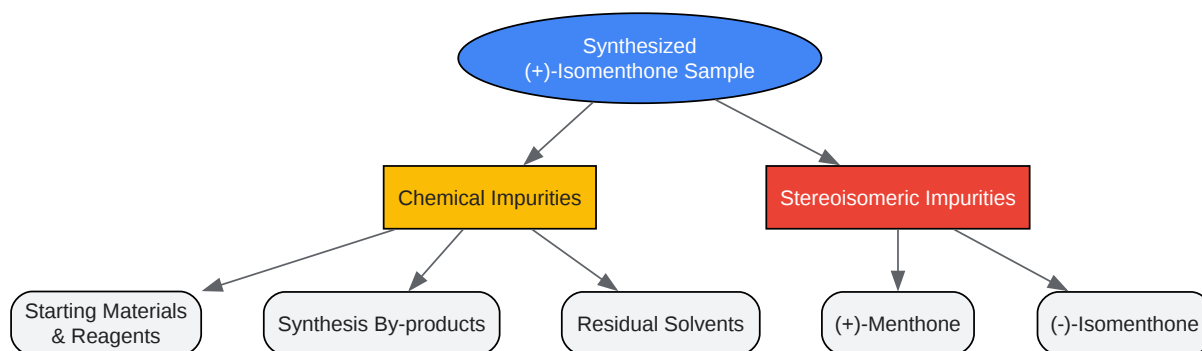 Synthesized
(+)-Isomenthone Sample
Chemical Impurities
Stereoisomeric Impurities
Starting Materials
& Reagents
Synthesis By-products
Residual Solvents
(+)-Menthone
(-)-Isomenthone